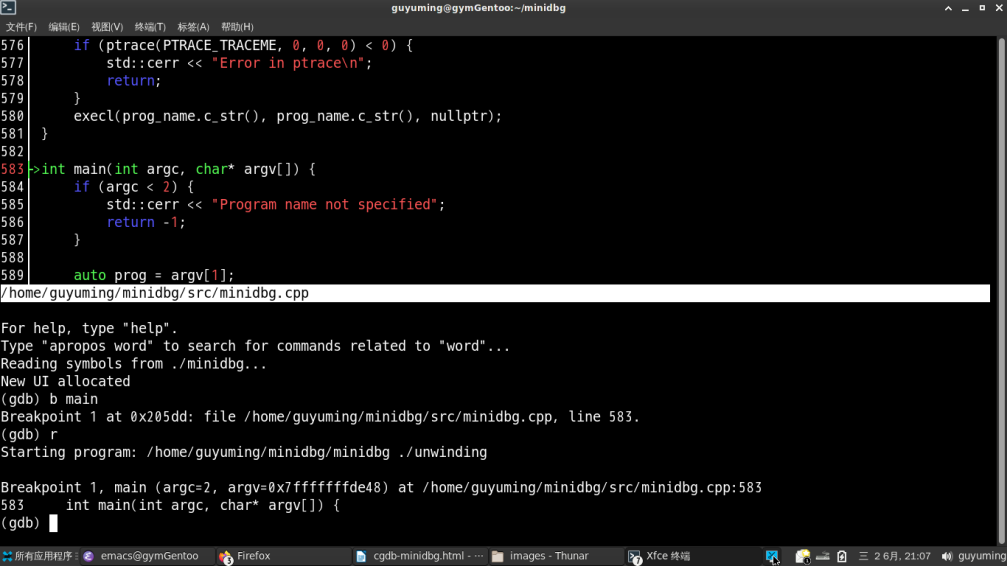 guyuming@gymGentoo:~/minidbg
文件(F) 编辑(E) 视图(V) 终端(T) 标签(A) 帮助(H)
576 if (ptrace(PTRACE_TRACEME, 0, 0, 0) < 0) {
577 std::cerr << "Error in ptrace\n";
578 return;
579 }
580 execl(prog_name.c_str(), prog_name.c_str(), nullptr);
581 }
582
583 ->int main(int argc, char* argv[]) {
584 if (argc < 2) {
585 std::cerr << "Program name not specified";
586 return -1;
587 }
588
589 auto prog = argv[1];
/home/guyuming/minidbg/src/minidbg.cpp
For help, type "help".
Type "apropos word" to search for commands related to "word"...
Reading symbols from ./minidbg...
New UI allocated
(gdb) b main
Breakpoint 1 at 0x205dd: file /home/guyuming/minidbg/src/minidbg.cpp, line 583.
(gdb) r
Starting program: /home/guyuming/minidbg/minidbg ./unwinding
Breakpoint 1, main (argc=2, argv=0x7fffffffde48) at /home/guyuming/minidbg/src/minidbg.cpp:583
583 int main(int argc, char* argv[]) {
(gdb)
所有应用程序 emacs@gymGentoo 3 Firefox cgdb-minidbg.html - ··· images - Thunar 7 Xfce 终端 三 2 6月, 21:07 guyuming